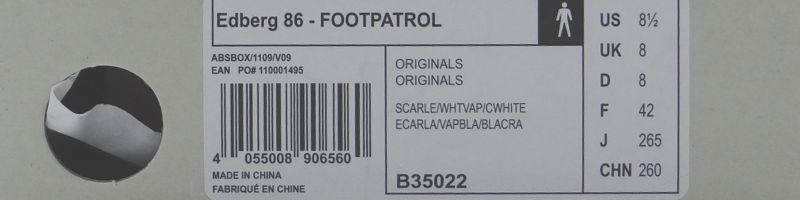 Edberg 86 - FOOTPATROL
ABSBOX/1109/V09
EAN PO# 110001495
4 055008 906560
MADE IN CHINA
FABRIQUÉ EN CHINE
ORIGINALS
ORIGINALS
SCARLE/WHTVAP/CWHITE
ECARLA/VAPBLA/BLACRA
B35022
US 8½
UK 8
D 8
F 42
J 265
CHN 260